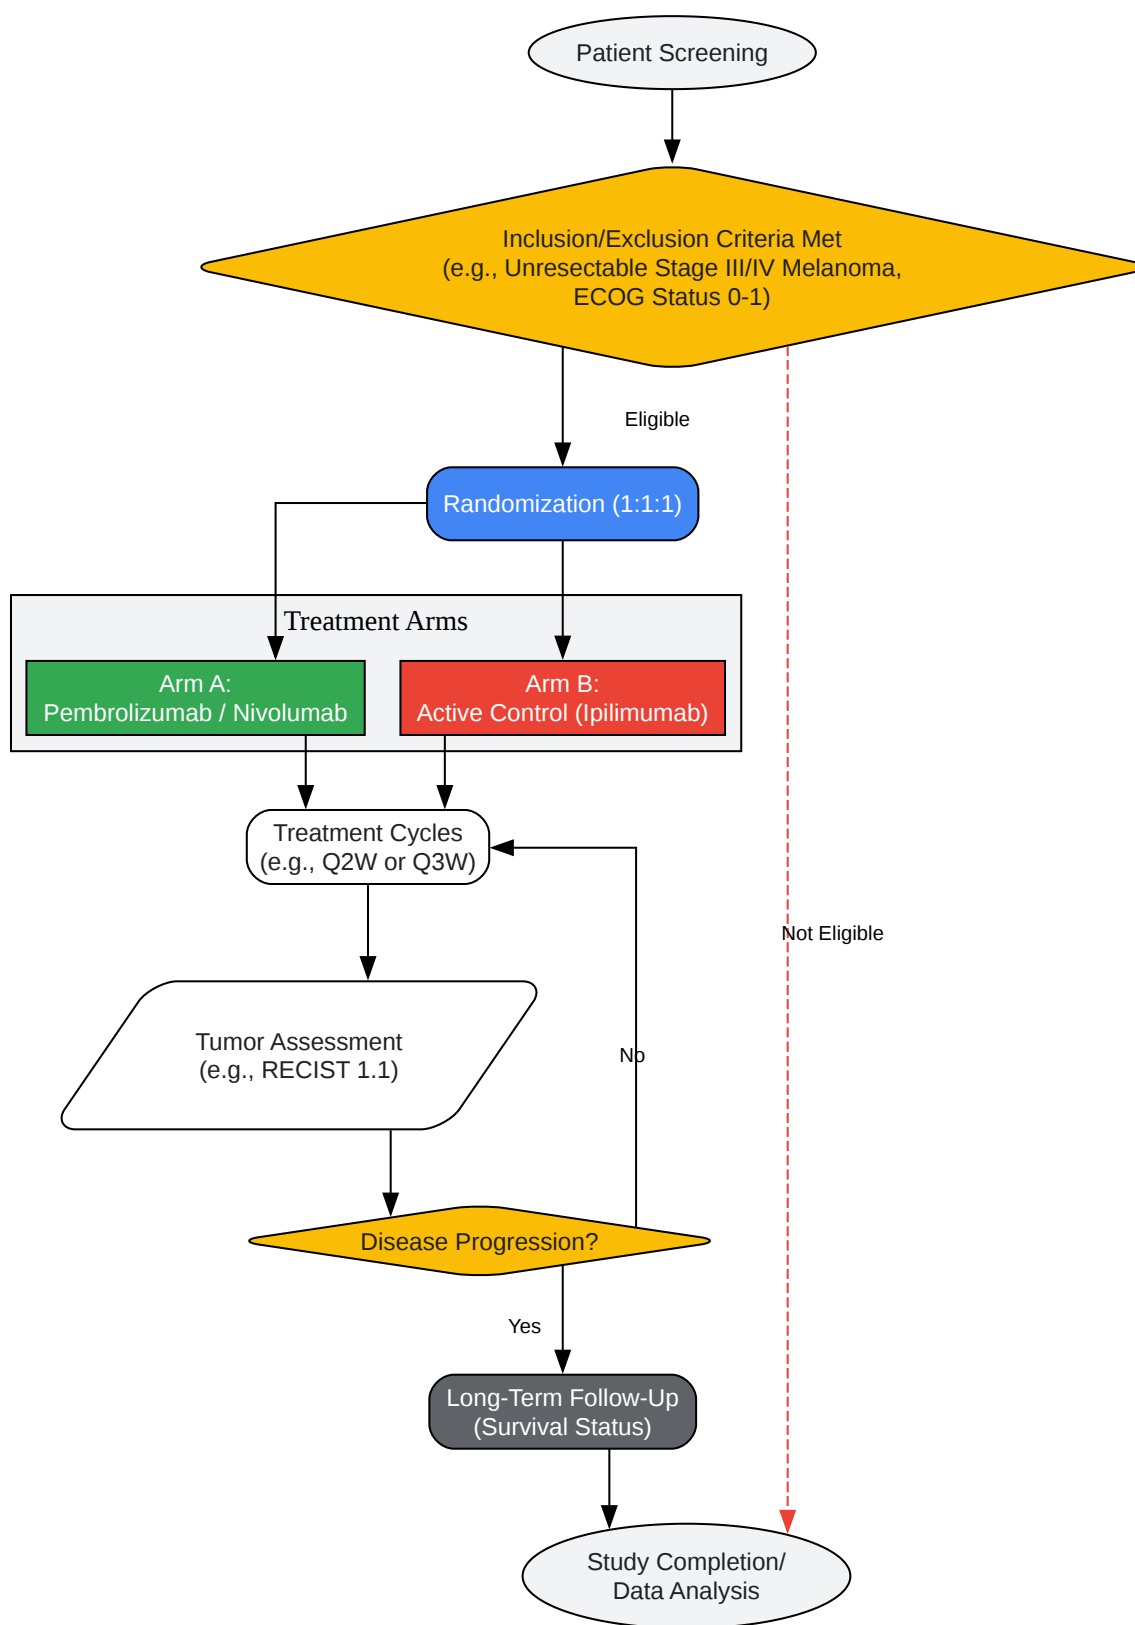 Patient Screening
Inclusion/Exclusion Criteria Met
(e.g., Unresectable Stage III/IV Melanoma,
ECOG Status 0-1)
Eligible
Randomization (1:1:1)
Treatment Arms
Arm A:
Pembrolizumab / Nivolumab
Arm B:
Active Control (Ipilimumab)
Treatment Cycles
(e.g., Q2W or Q3W)
Not Eligible
Tumor Assessment
(e.g., RECIST 1.1)
No
Disease Progression?
Yes
Long-Term Follow-Up
(Survival Status)
Study Completion/
Data Analysis